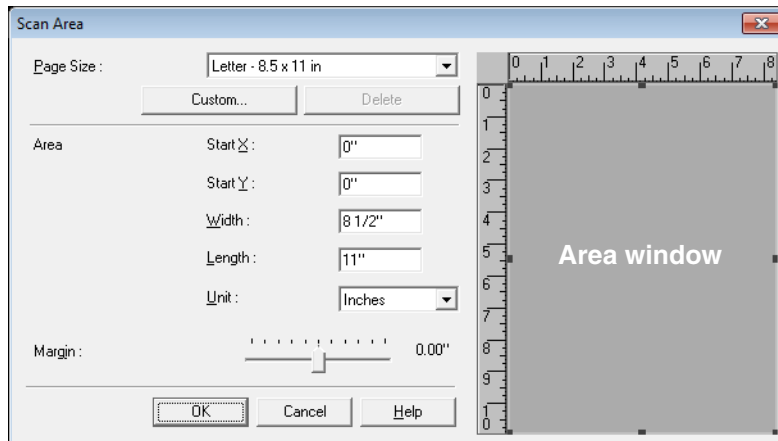 Scan Area
Page Size :
Letter - 8.5 x 11 in
Custom...
Delete
Area
Start X :
0"
Start Y :
0"
Width :
8 1/2"
Length :
11"
Unit :
Inches
Margin :
0.00"
OK
Cancel
Help
0 1 2 3 4 5 6 7 8
0
1
2
3
4
5
6
7
8
9
10
Area window